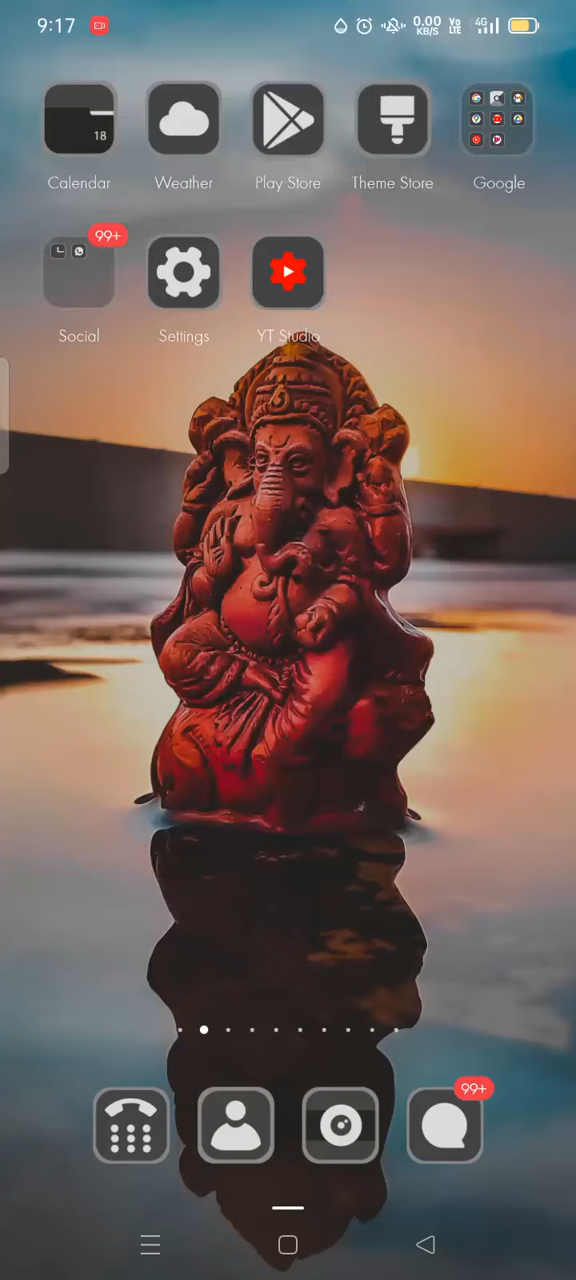 9:17
0.00
KB/S
Vo
LTE
4G
18
Calendar
Weather
Play Store
Theme Store
Google
99+
Social
Settings
YT Studio
99+